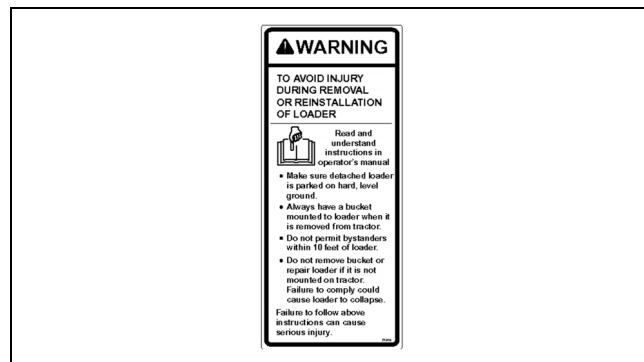 WARNING
TO AVOID INJURY
DURING REMOVAL
OR REINSTALLATION
OF LOADER
Read and
understand
instructions in
operator's manual
• Make sure detached loader
is parked on hard, level
ground.
• Always have a bucket
mounted to loader when it
is removed from tractor.
• Do not permit bystanders
within 10 feet of loader.
• Do not remove bucket or
repair loader if it is not
mounted on tractor.
Failure to comply could
cause loader to collapse.
Failure to follow above
instructions can cause
serious injury.